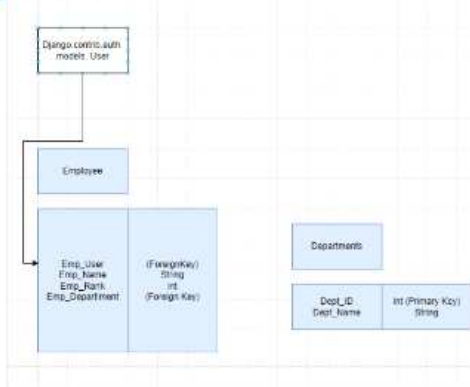 Django.contrib.auth.
models. User
Employee
Emp_User
Emp_Name
Emp_Rank
Emp_Department
(ForeignKey)
String
int
(Foreign Key)
Departments
Dept_ID
Dept_Name
int (Primary Key)
String